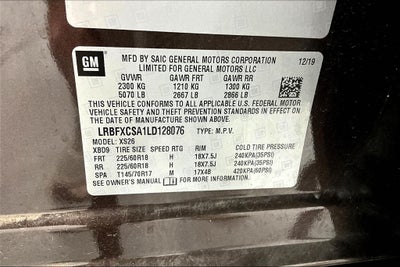 GM
MFD BY SAIC GENERAL MOTORS CORPORATION 12/19
LIMITED FOR GENERAL MOTORS LLC
GVWR GAWR FRT GAWR RR
2300 KG 1210 KG 1300 KG
5070 LB 2667 LB 2866 LB
THIS VEHICLE CONFORMS TO ALL APPLICABLE U.S. FEDERAL MOTOR
VEHICLE SAFETY, BUMPER, AND THEFT PREVENTION STANDARDS IN EFFECT ON
THE DATE OF MANUFACTURE SHOWN ABOVE.
LRBFXCSA1LD128076 TYPE: M.P.V.
MODEL: XS26
XBD9 TIRE SIZE SPEED RTG R/M COLD TIRE PRESSURE
FRT 225/60R18 H 18X7.5J 240KPA(35PSI)
RR 225/60R18 H 18X7.5J 240KPA(35PSI)
SP T145/70R17 M 17X4B 420KPA(60PSI)
SEE OWNER'S MANUAL FOR MORE INFORMATION.